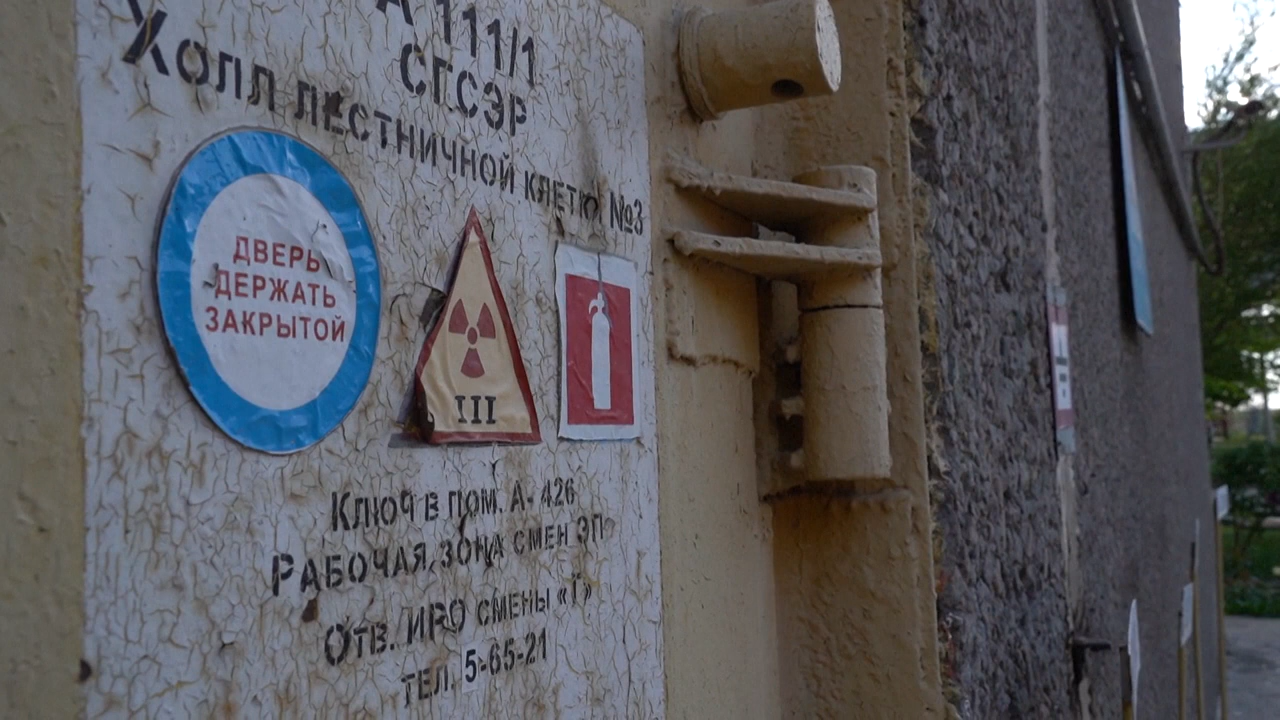 А 111/1
СГСЭР
Холл лестничной клетки №3
ДВЕРЬ
ДЕРЖАТЬ
ЗАКРЫТОЙ
III
Ключ в пом. А- 426
Рабочая зона смен ЭП
Отв. ИРО смены «Т»
тел. 5-65-21